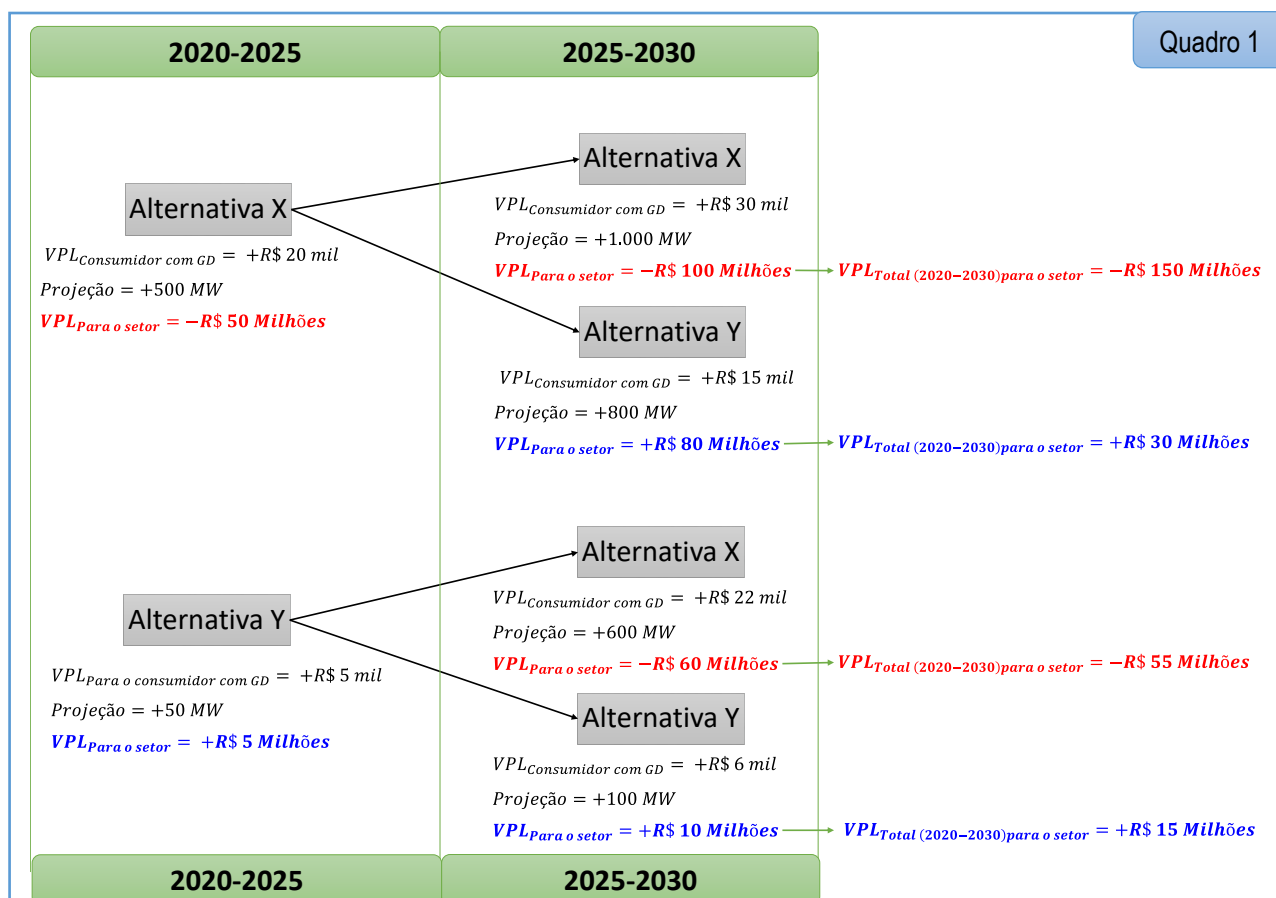 Quadro 1
2020-2025
2025-2030
Alternativa X
VPL_Consumidor com GD = +R$ 20 mil
Projeção = +500 MW
VPL_Para o setor = −R$ 50 Milhões
Alternativa X
VPL_Consumidor com GD = +R$ 30 mil
Projeção = +1.000 MW
VPL_Para o setor = −R$ 100 Milhões
VPL_Total (2020−2030)para o setor = −R$ 150 Milhões
Alternativa Y
VPL_Consumidor com GD = +R$ 15 mil
Projeção = +800 MW
VPL_Para o setor = +R$ 80 Milhões
VPL_Total (2020−2030)para o setor = +R$ 30 Milhões
Alternativa Y
VPL_Para o consumidor com GD = +R$ 5 mil
Projeção = +50 MW
VPL_Para o setor = +R$ 5 Milhões
Alternativa X
VPL_Consumidor com GD = +R$ 22 mil
Projeção = +600 MW
VPL_Para o setor = −R$ 60 Milhões
VPL_Total (2020−2030)para o setor = −R$ 55 Milhões
Alternativa Y
VPL_Consumidor com GD = +R$ 6 mil
Projeção = +100 MW
VPL_Para o setor = +R$ 10 Milhões
VPL_Total (2020−2030)para o setor = +R$ 15 Milhões
2020-2025
2025-2030